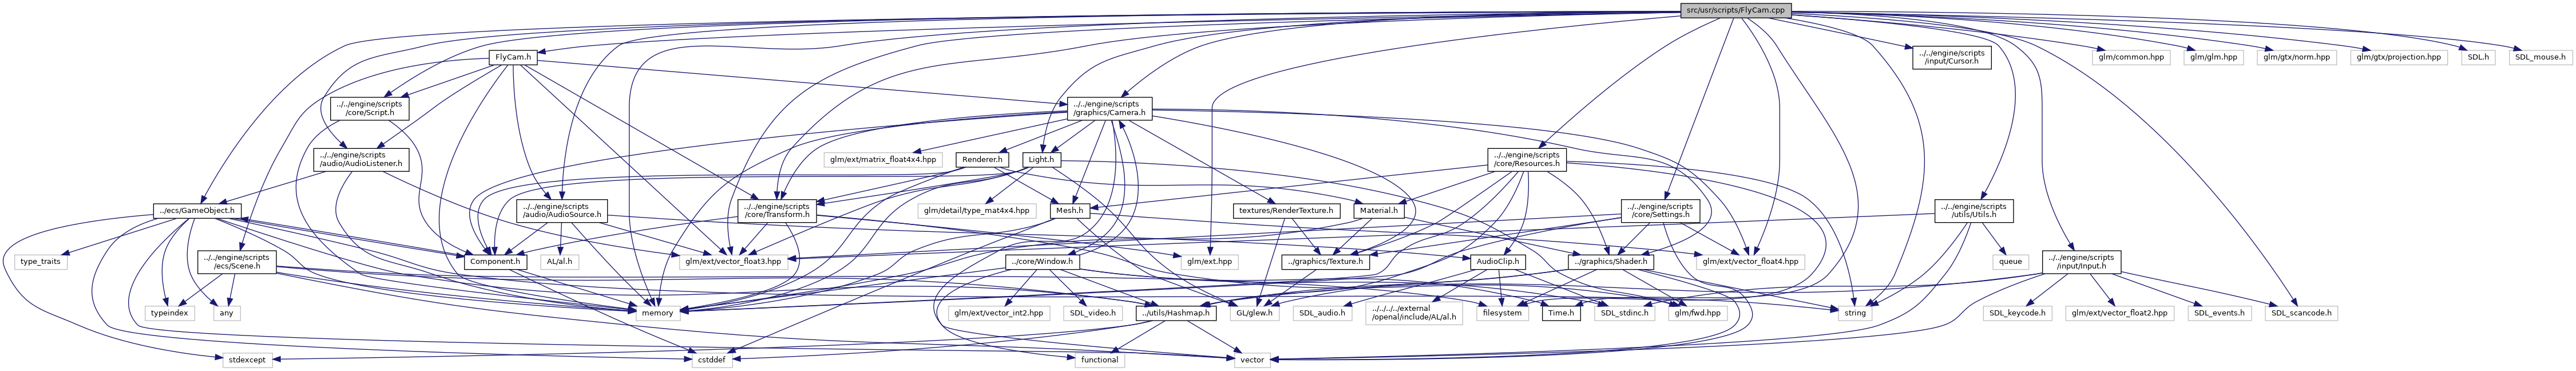 src/usr/scripts/FlyCam.cpp
FlyCam.h
../../engine/scripts
/input/Cursor.h
glm/common.hpp
glm/glm.hpp
glm/gtx/norm.hpp
glm/gtx/projection.hpp
SDL.h
SDL_mouse.h
../../engine/scripts
/core/Script.h
../../engine/scripts
/graphics/Camera.h
../../engine/scripts
/audio/AudioListener.h
glm/ext/matrix_float4x4.hpp
Renderer.h
Light.h
../../engine/scripts
/core/Resources.h
../ecs/GameObject.h
../../engine/scripts
/audio/AudioSource.h
../../engine/scripts
/core/Transform.h
glm/detail/type_mat4x4.hpp
Mesh.h
textures/RenderTexture.h
Material.h
../../engine/scripts
/core/Settings.h
../../engine/scripts
/utils/Utils.h
type_traits
../../engine/scripts
/ecs/Scene.h
Component.h
AL/al.h
glm/ext/vector_float3.hpp
../core/Window.h
glm/ext.hpp
../graphics/Texture.h
AudioClip.h
../graphics/Shader.h
glm/ext/vector_float4.hpp
queue
../../engine/scripts
/input/Input.h
typeindex
any
memory
glm/ext/vector_int2.hpp
SDL_video.h
../utils/Hashmap.h
GL/glew.h
SDL_audio.h
../../../../external
/openal/include/AL/al.h
filesystem
Time.h
SDL_stdinc.h
glm/fwd.hpp
string
SDL_keycode.h
glm/ext/vector_float2.hpp
SDL_events.h
SDL_scancode.h
stdexcept
cstddef
functional
vector